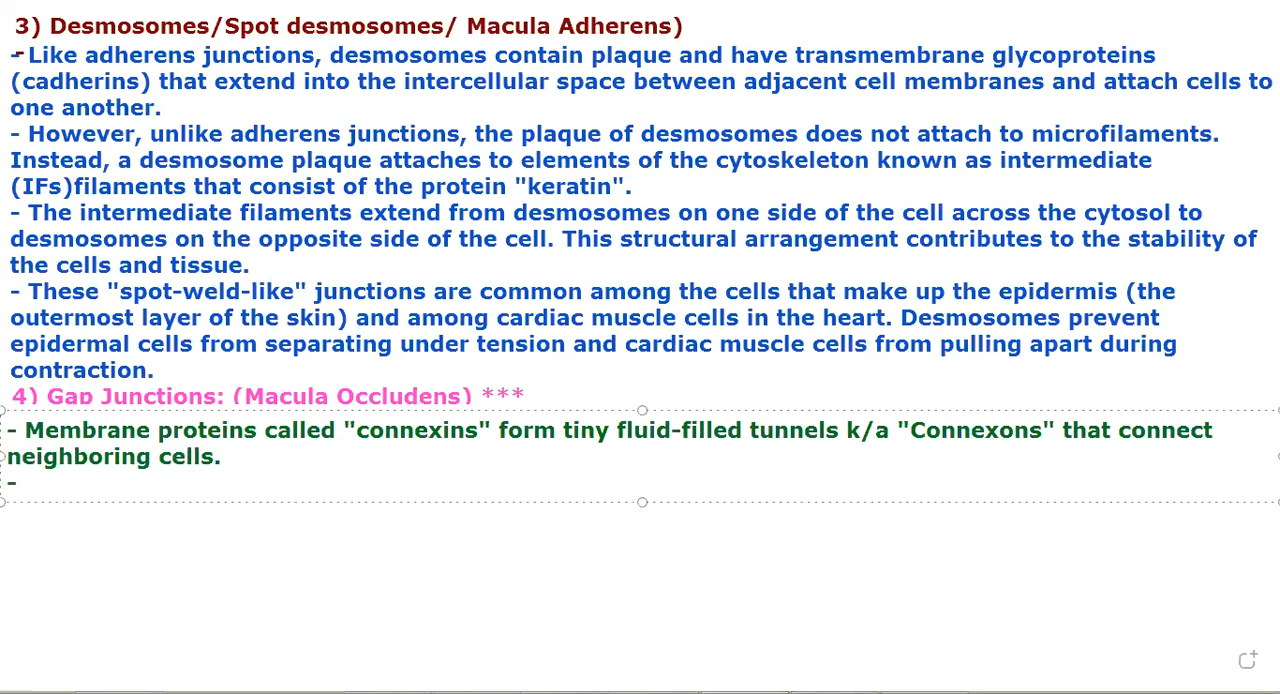 3) Desmosomes/Spot desmosomes/ Macula Adherens)
- Like adherens junctions, desmosomes contain plaque and have transmembrane glycoproteins
(cadherins) that extend into the intercellular space between adjacent cell membranes and attach cells to
one another.
- However, unlike adherens junctions, the plaque of desmosomes does not attach to microfilaments.
Instead, a desmosome plaque attaches to elements of the cytoskeleton known as intermediate
(IFs)filaments that consist of the protein "keratin".
- The intermediate filaments extend from desmosomes on one side of the cell across the cytosol to
desmosomes on the opposite side of the cell. This structural arrangement contributes to the stability of
the cells and tissue.
- These "spot-weld-like" junctions are common among the cells that make up the epidermis (the
outermost layer of the skin) and among cardiac muscle cells in the heart. Desmosomes prevent
epidermal cells from separating under tension and cardiac muscle cells from pulling apart during
contraction.
4) Gap Junctions: (Macula Occludens) ***
- Membrane proteins called "connexins" form tiny fluid-filled tunnels k/a "Connexons" that connect
neighboring cells.
-